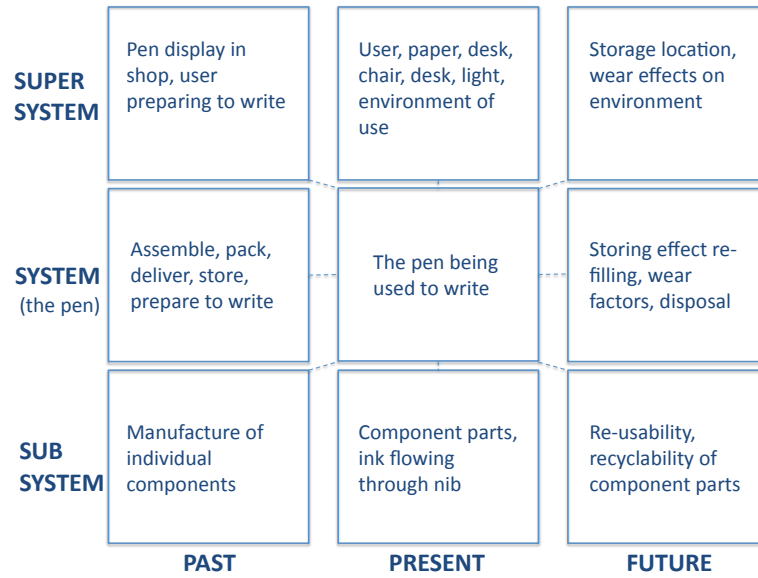 SUPER
SYSTEM
Pen display in
shop, user
preparing to write
User, paper, desk,
chair, desk, light,
environment of
use
Storage location,
wear effects on
environment
SYSTEM
(the pen)
Assemble, pack,
deliver, store,
prepare to write
The pen being
used to write
Storing effect re-
filling, wear
factors, disposal
SUB
SYSTEM
Manufacture of
individual
components
Component parts,
ink flowing
through nib
Re-usability,
recyclability of
component parts
PAST
PRESENT
FUTURE